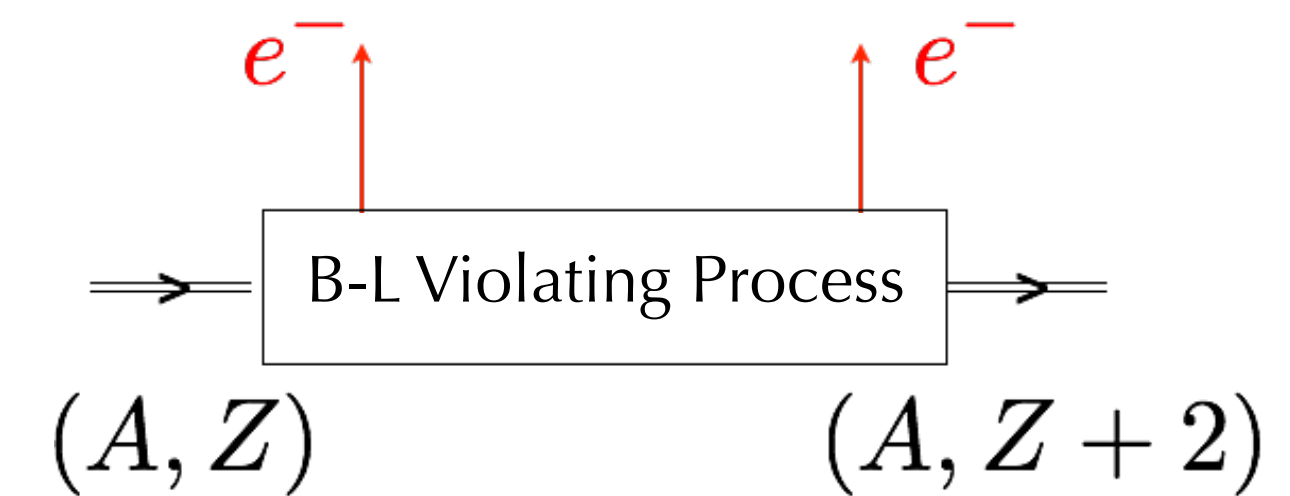 e⁻ e⁻
B-L Violating Process
(A, Z) (A, Z + 2)